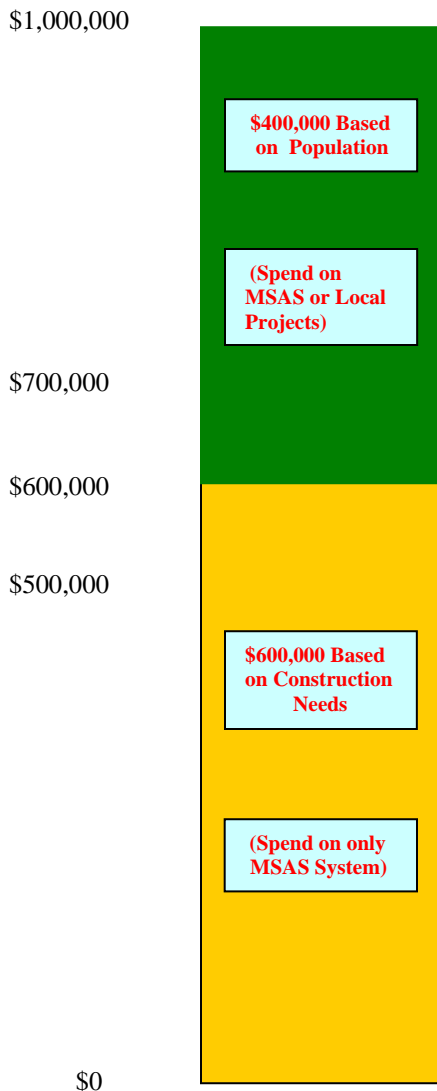 $1,000,000
$400,000 Based
on Population
(Spend on
MSAS or Local
Projects)
$700,000
$600,000
$500,000
$600,000 Based
on Construction
Needs
(Spend on only
MSAS System)
$0